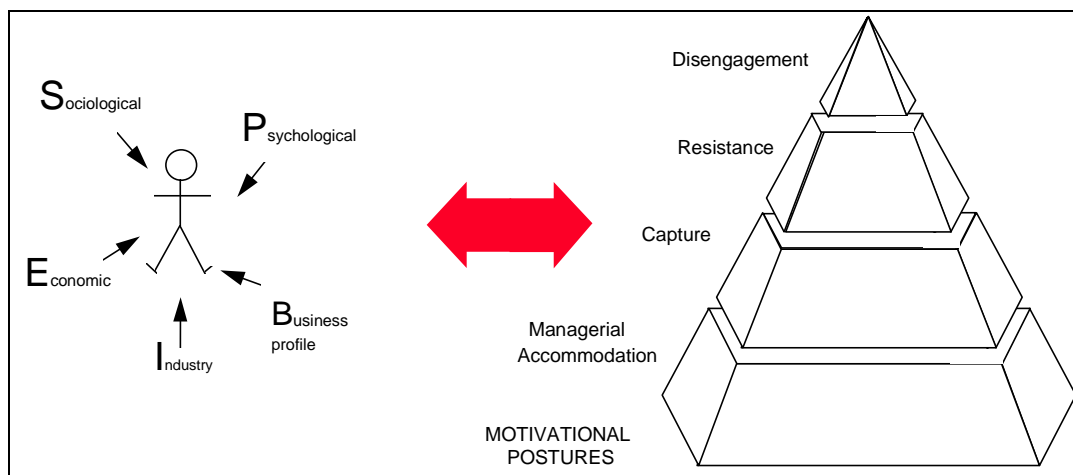 Sociological
Psychological
Economic
Business
profile
Industry
Disengagement
Resistance
Capture
Managerial
Accommodation
MOTIVATIONAL
POSTURES